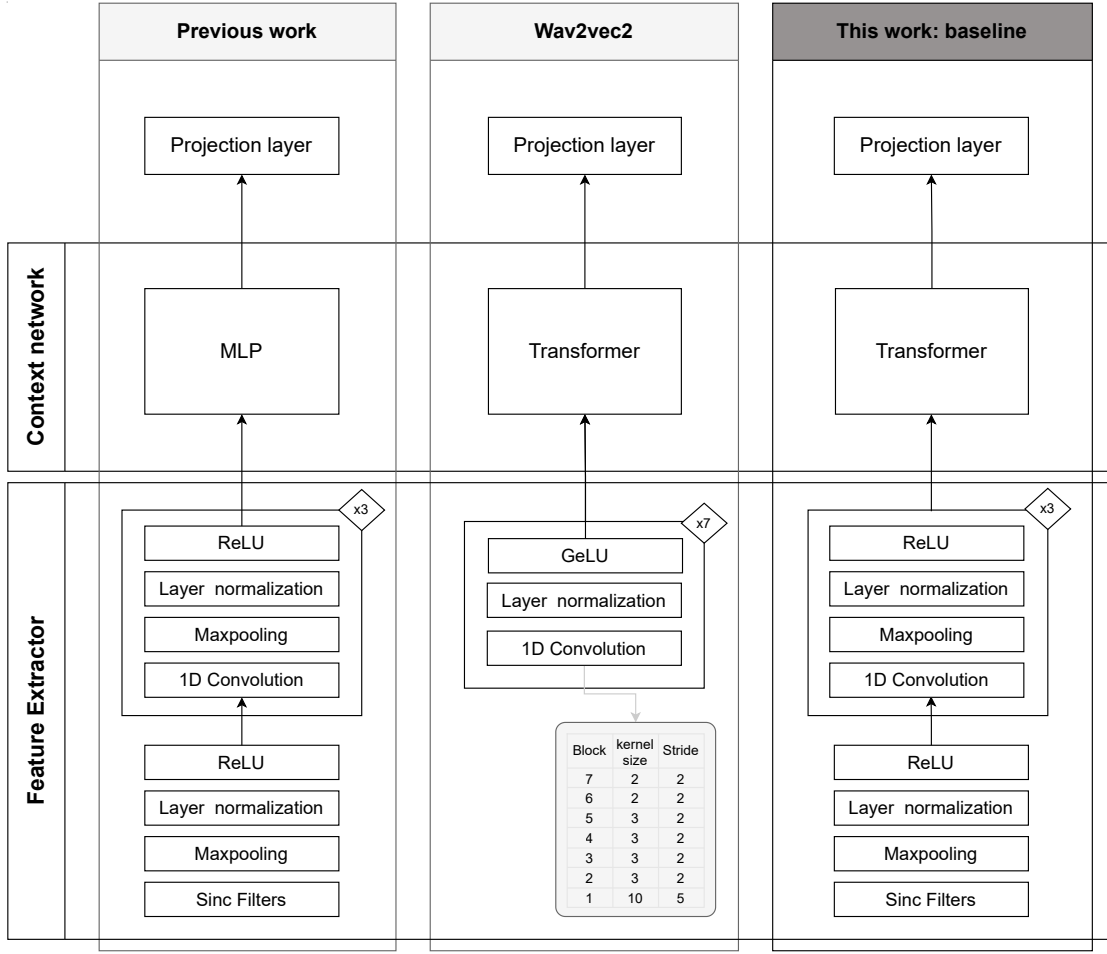 Previous work
Wav2vec2
This work: baseline
Projection layer
Projection layer
Projection layer
Context network
MLP
Transformer
Transformer
Feature Extractor
x3
ReLU
Layer normalization
Maxpooling
1D Convolution
ReLU
Layer normalization
Maxpooling
Sinc Filters
x7
GeLU
Layer normalization
1D Convolution
Block kernel size Stride
7 2 2
6 2 2
5 3 2
4 3 2
3 3 2
2 3 2
1 10 5
x3
ReLU
Layer normalization
Maxpooling
1D Convolution
ReLU
Layer normalization
Maxpooling
Sinc Filters